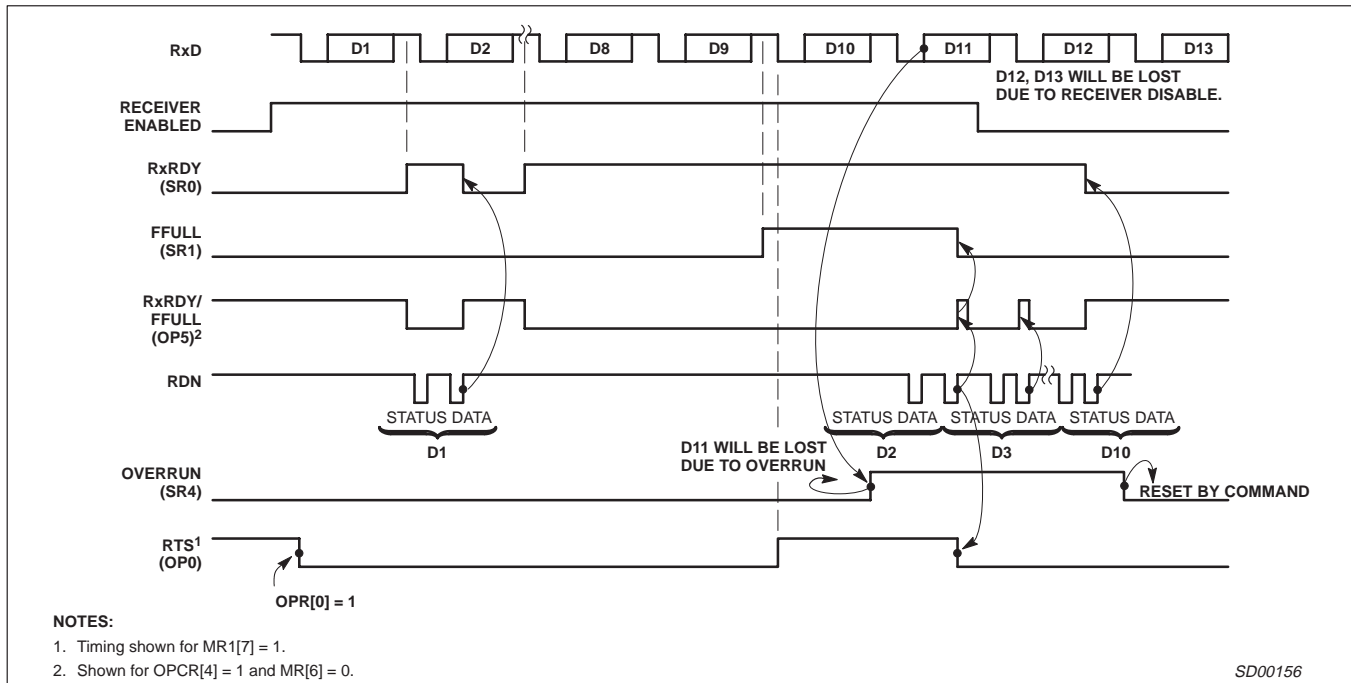 RxD
D1
D2
D8
D9
D10
D11
D12
D13
D12, D13 WILL BE LOST
DUE TO RECEIVER DISABLE.
RECEIVER
ENABLED
RxRDY
(SR0)
FFULL
(SR1)
RxRDY/
FFULL
(OP5)2
RDN
STATUS DATA
STATUS DATA
STATUS DATA
STATUS DATA
D1
D2
D3
D10
D11 WILL BE LOST
DUE TO OVERRUN
OVERRUN
(SR4)
RESET BY COMMAND
RTS1
(OP0)
OPR[0] = 1
NOTES:
1. Timing shown for MR1[7] = 1.
2. Shown for OPCR[4] = 1 and MR[6] = 0.
SD00156